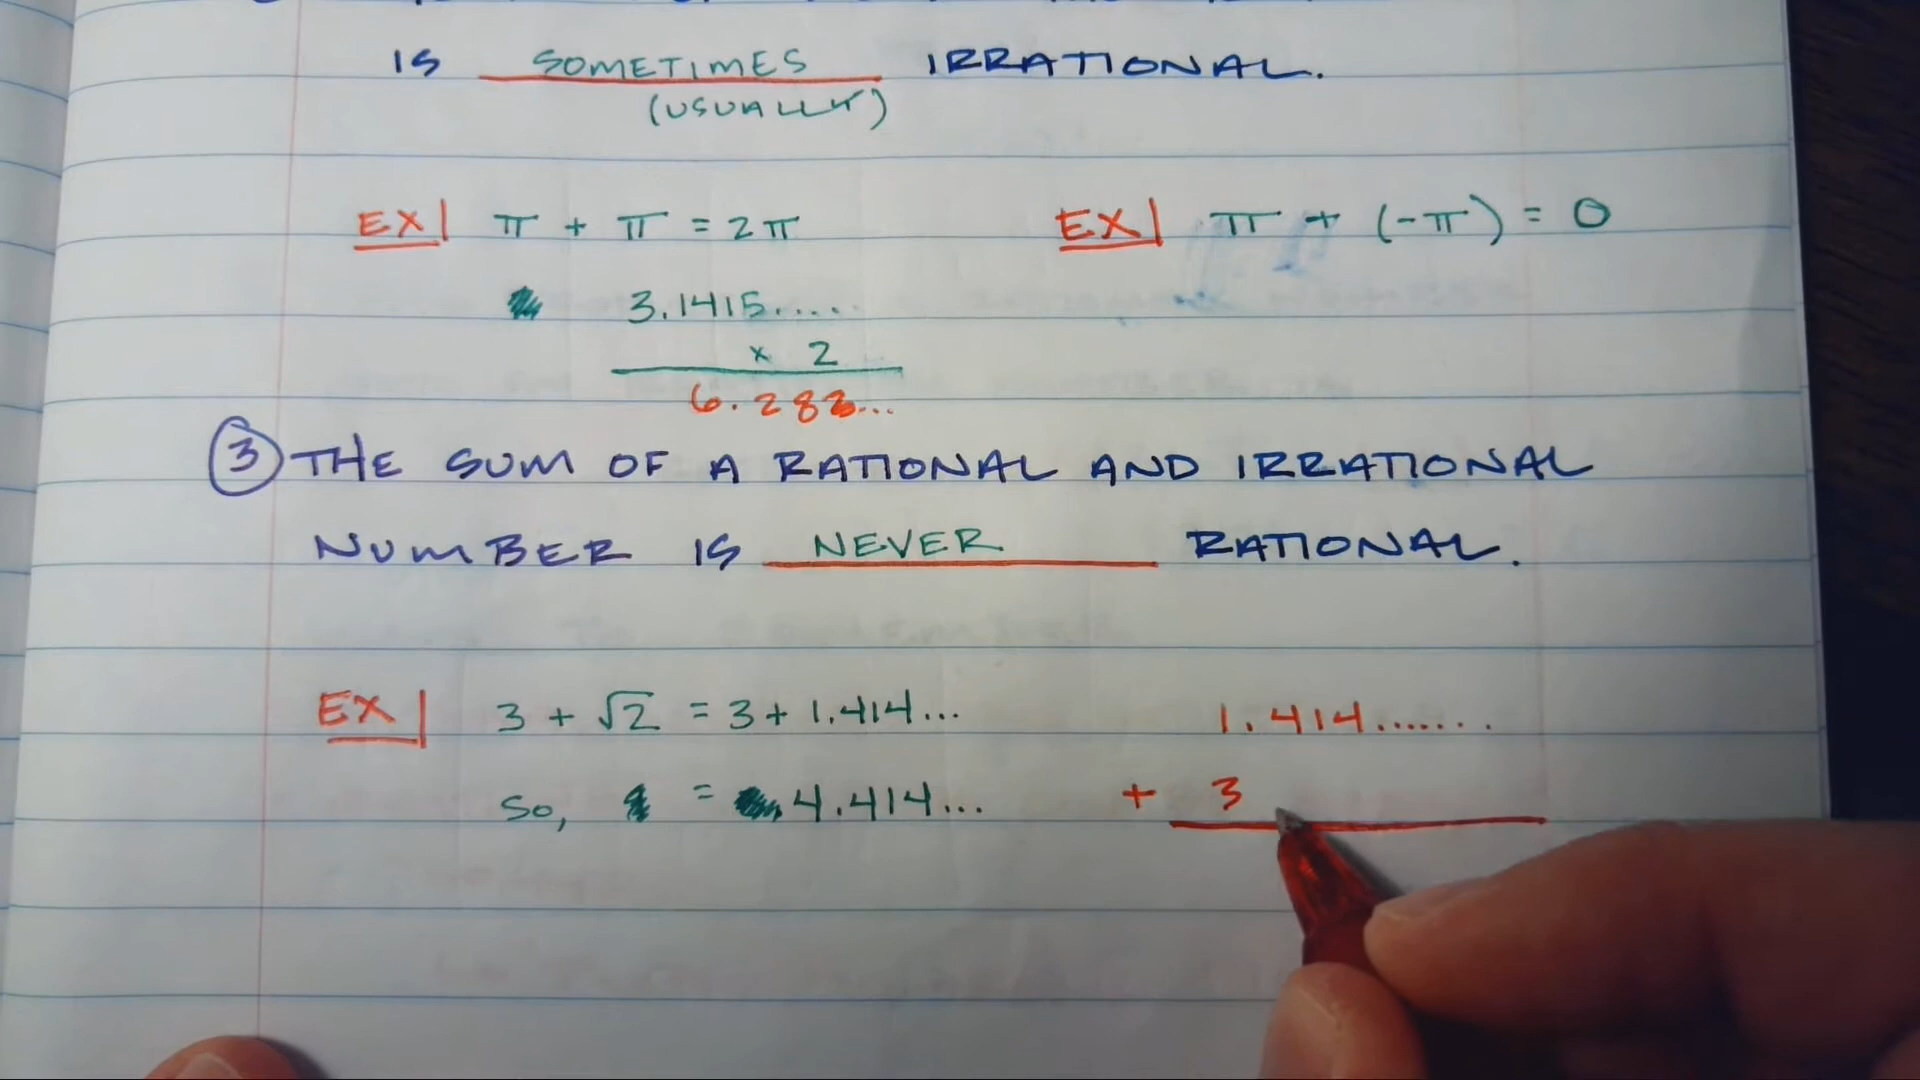 IS SOMETIMES IRRATIONAL.
(USUALLY)
EX| π + π = 2π
EX| π + (-π) = 0
3.1415....
x 2
6.283...
③ THE SUM OF A RATIONAL AND IRRATIONAL
NUMBER IS NEVER RATIONAL.
EX| 3 + √2 = 3 + 1.414...
1.414.......
So, = 4.414...
+ 3